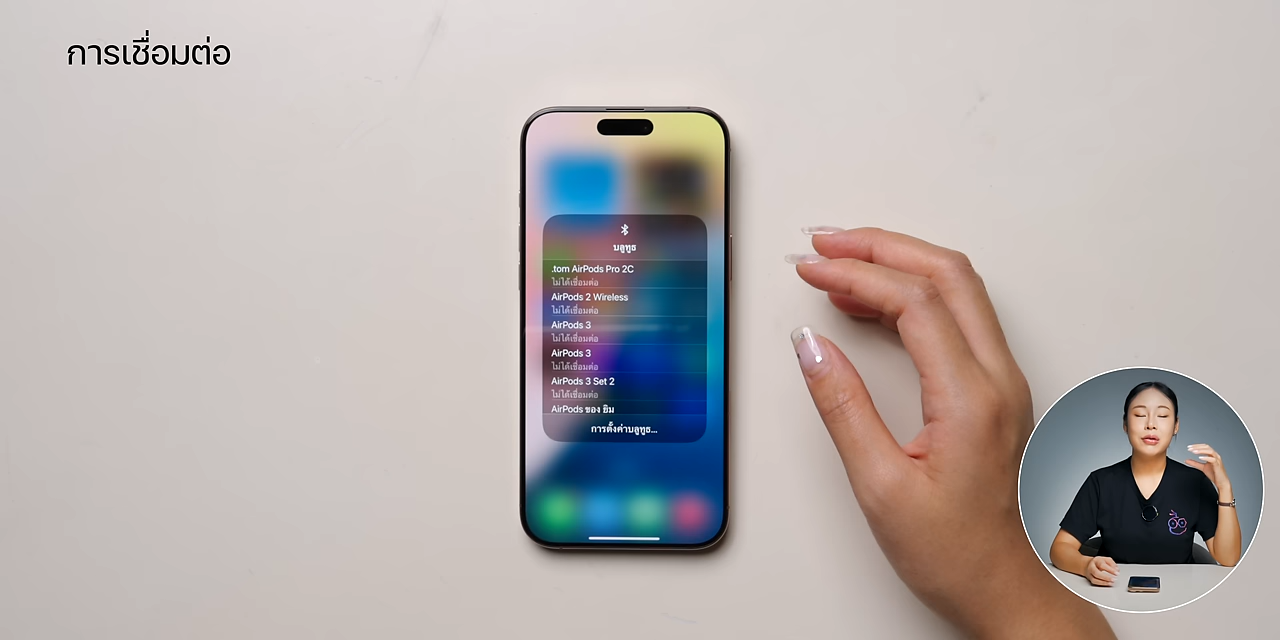 การเชื่อมต่อ
บลูทูธ
.tom AirPods Pro 2C
ไม่ได้เชื่อมต่อ
AirPods 2 Wireless
ไม่ได้เชื่อมต่อ
AirPods 3
ไม่ได้เชื่อมต่อ
AirPods 3
ไม่ได้เชื่อมต่อ
AirPods 3 Set 2
ไม่ได้เชื่อมต่อ
AirPods ของ ยิม
การตั้งค่าบลูทูธ...